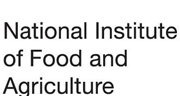 National Institute
of Food and
Agriculture